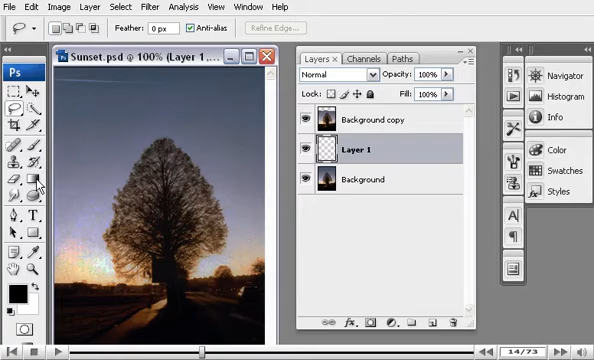 File Edit Image Layer Select Filter Analysis View Window Help
Feather: 0 px Anti-alias Refine Edge...
Ps
Sunset.psd @ 100% (Layer 1 ,...
Layers x Channels Paths
Normal Opacity: 100%
Lock: Fill: 100%
Background copy
Layer 1
Background
Navigator
Histogram
Info
Color
Swatches
Styles
T
A
fx
14/73